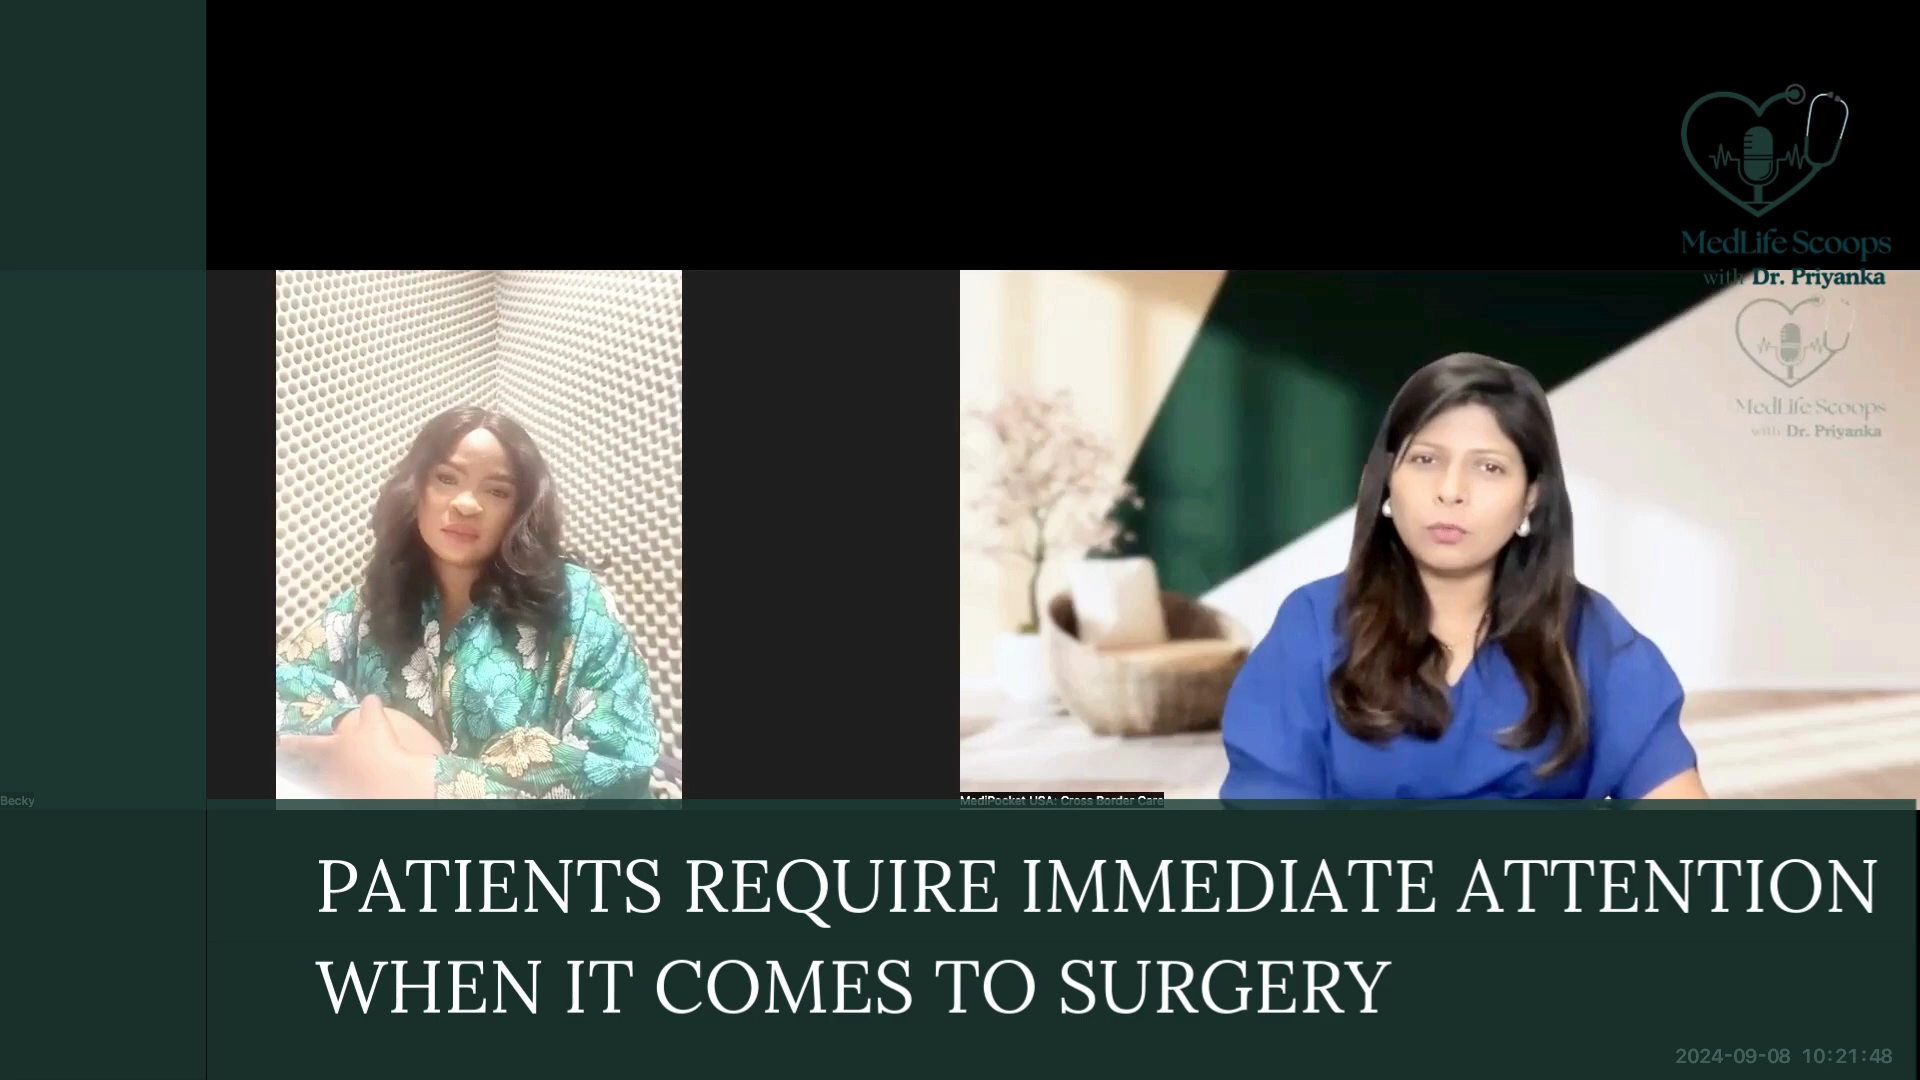 MedLife Scoops
with Dr. Priyanka
MedLife Scoops
with Dr. Priyanka
Becky
MediPocket USA: Cross Border Care
PATIENTS REQUIRE IMMEDIATE ATTENTION
WHEN IT COMES TO SURGERY
2024-09-08 10:21:48